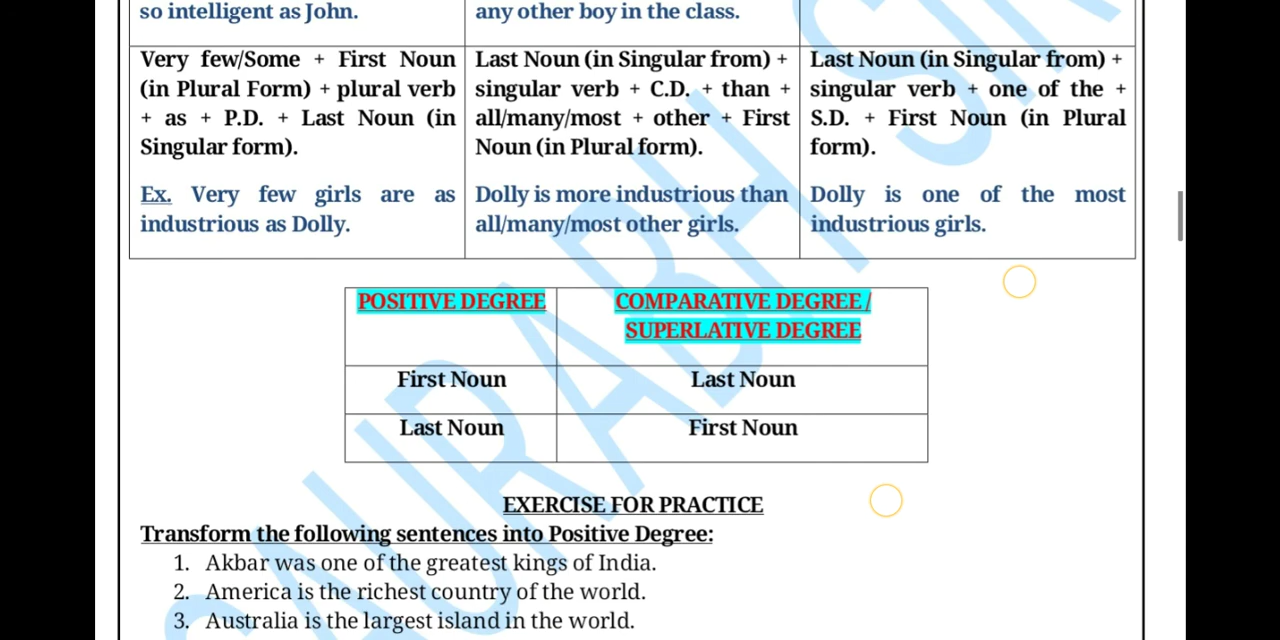 so intelligent as John.
any other boy in the class.
Very few/Some + First Noun
(in Plural Form) + plural verb
+ as + P.D. + Last Noun (in
Singular form).
Ex. Very few girls are as
industrious as Dolly.
Last Noun (in Singular from) +
singular verb + C.D. + than +
all/many/most + other + First
Noun (in Plural form).
Dolly is more industrious than
all/many/most other girls.
Last Noun (in Singular from) +
singular verb + one of the +
S.D. + First Noun (in Plural
form).
Dolly is one of the most
industrious girls.
POSITIVE DEGREE
COMPARATIVE DEGREE/
SUPERLATIVE DEGREE
First Noun
Last Noun
Last Noun
First Noun
EXERCISE FOR PRACTICE
Transform the following sentences into Positive Degree:
1. Akbar was one of the greatest kings of India.
2. America is the richest country of the world.
3. Australia is the largest island in the world.
SAURABH SIR